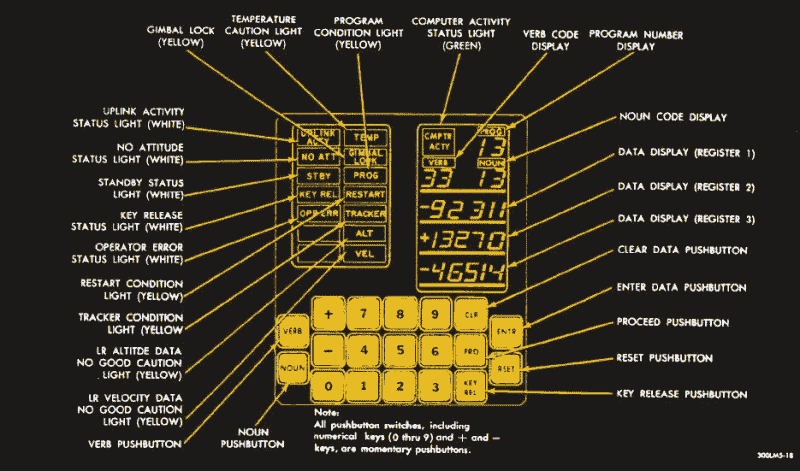 GIMBAL LOCK
(YELLOW)
TEMPERATURE
CAUTION LIGHT
(YELLOW)
PROGRAM
CONDITION LIGHT
(YELLOW)
COMPUTER ACTIVITY
STATUS LIGHT
(GREEN)
VERB CODE
DISPLAY
PROGRAM NUMBER
DISPLAY
UPLINK ACTIVITY
STATUS LIGHT (WHITE)
NO ATTITUDE
STATUS LIGHT (WHITE)
STANDBY STATUS
LIGHT (WHITE)
KEY RELEASE
STATUS LIGHT (WHITE)
OPERATOR ERROR
STATUS LIGHT (WHITE)
RESTART CONDITION
LIGHT (YELLOW)
TRACKER CONDITION
LIGHT (YELLOW
LR ALTITDE DATA
NO GOOD CAUTION
LIGHT (YELLOW)
LR VELOCITY DATA
NO GOOD CAUTION
LIGHT (YELLOW)
VERB PUSHBUTTON
NOUN
PUSHBUTTON
UPLINK
ACTY
TEMP
NO ATT
GIMBAL
LOCK
STBY
PROG
KEY REL
RESTART
OPR ERR
TRACKER
ALT
VEL
CMPTR
ACTY
PROG
13
VERB
NOUN
33
13
-92311
+13270
-46514
NOUN CODE DISPLAY
DATA DISPLAY (REGISTER 1)
DATA DISPLAY (REGISTER 2)
DATA DISPLAY (REGISTER 3)
CLEAR DATA PUSHBUTTON
ENTER DATA PUSHBUTTON
PROCEED PUSHBUTTON
RESET PUSHBUTTON
KEY RELEASE PUSHBUTTON
VERB
NOUN
+ 7 8 9 CLR
- 4 5 6 PRO
0 1 2 3 KEY
REL
ENTR
RSET
Note:
All pushbutton switches, including
numerical keys (0 thru 9) and + and –
keys, are momentary pushbuttons.
300LM5-18